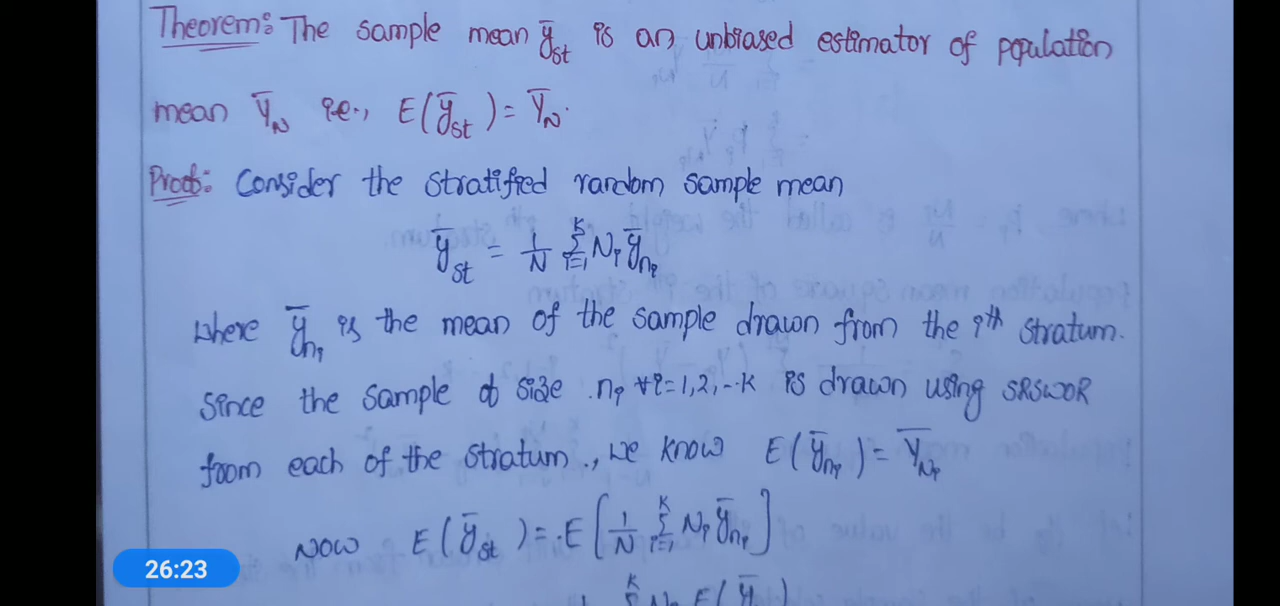 Theorem: The sample mean ȳ_st is an unbiased estimator of population
mean Ȳ_N i.e., E(ȳ_st) = Ȳ_N.
Proof: Consider the stratified random sample mean
ȳ_st = 1/N Σ_{i=1}^{K} N_i ȳ_{n_i}
where ȳ_{n_i} is the mean of the sample drawn from the ith stratum.
Since the sample of size n_i ∀ i=1,2,--K is drawn using SRSWOR
from each of the stratum., we know E(ȳ_{n_i}) = Ȳ_{N_i}
Now E(ȳ_st) = E[1/N Σ_{i=1}^{K} N_i ȳ_{n_i}]
26:23